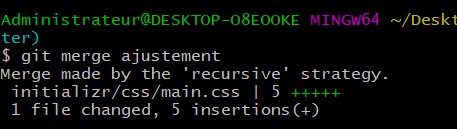 Administrateur@DESKTOP-O8EOOKE MINGW64 ~/Deskt
ter)
$ git merge ajustement
Merge made by the 'recursive' strategy.
 initializr/css/main.css | 5 +++++
 1 file changed, 5 insertions(+)